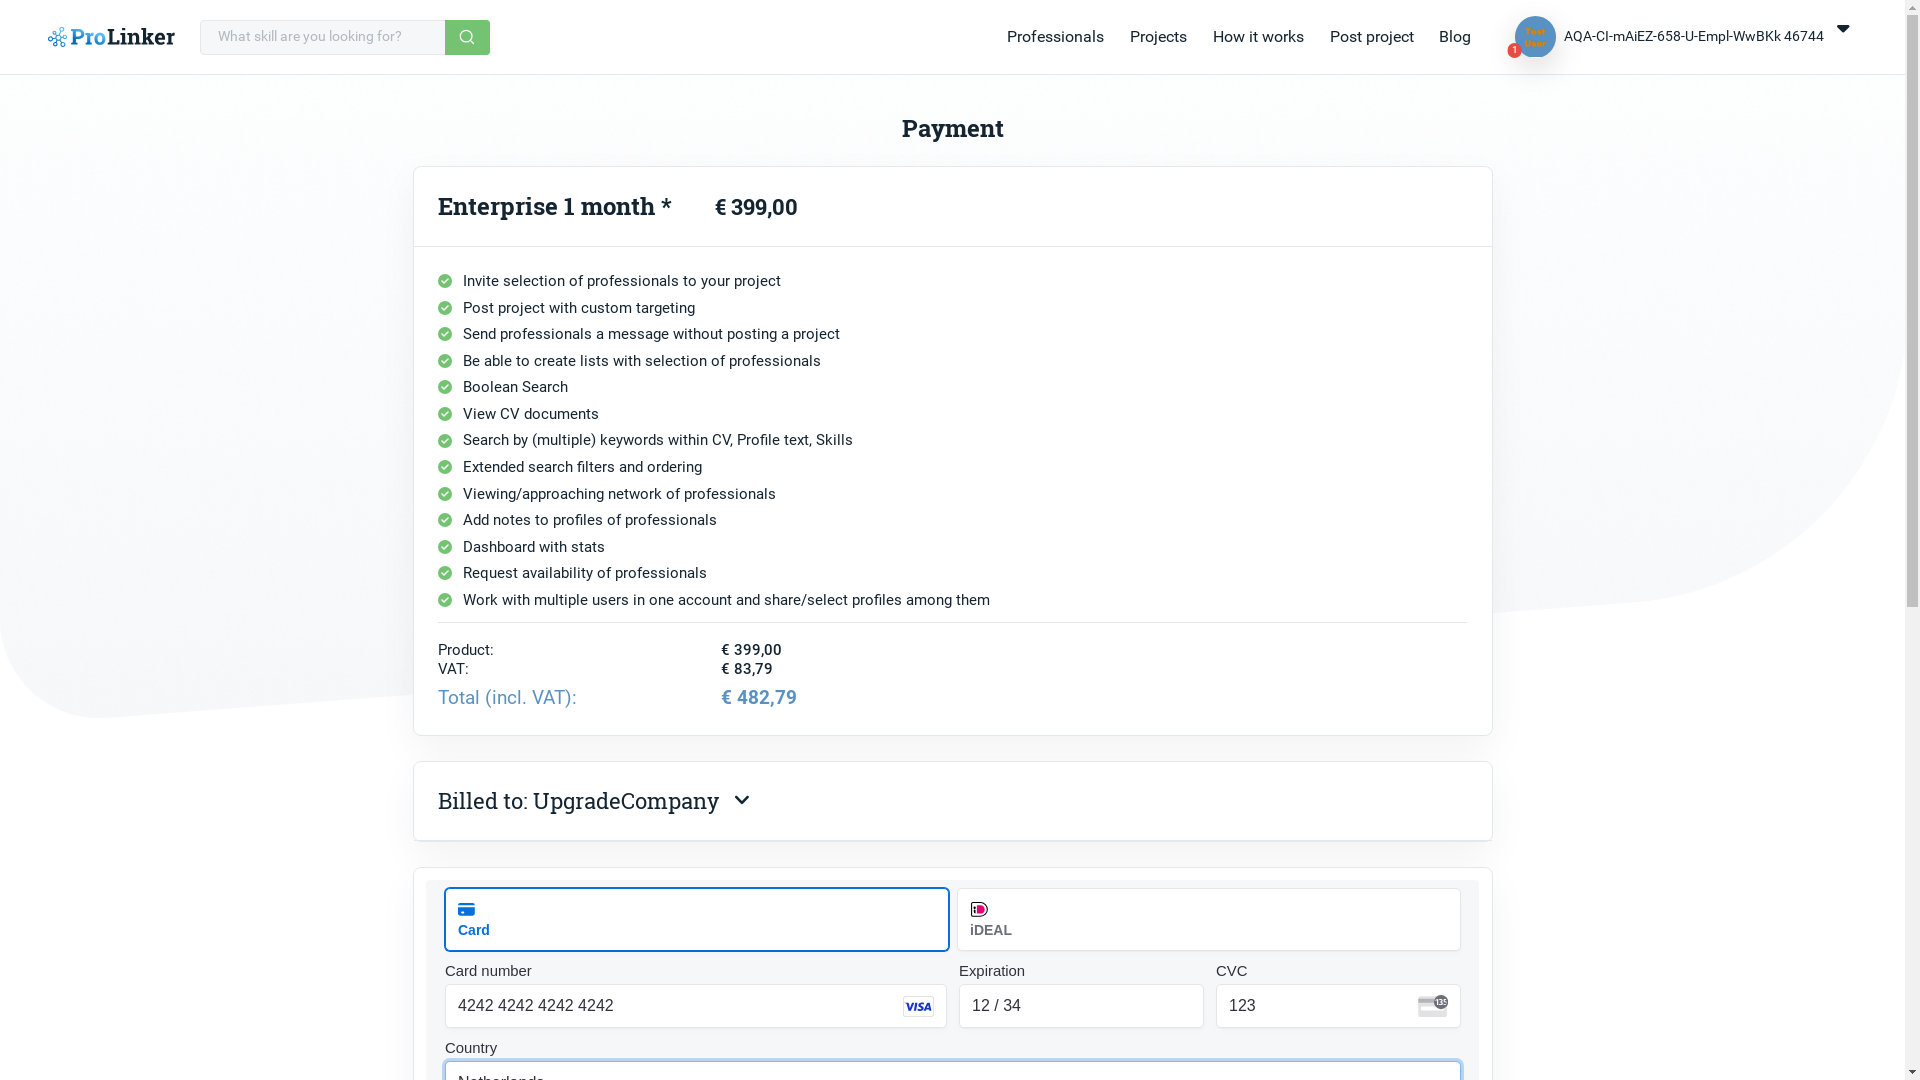 ProLinker
What skill are you looking for?
Professionals
Projects
How it works
Post project
Blog
Test
User
1
AQA-CI-mAiEZ-658-U-Empl-WwBKk 46744
Payment
Enterprise 1 month * € 399,00
Invite selection of professionals to your project
Post project with custom targeting
Send professionals a message without posting a project
Be able to create lists with selection of professionals
Boolean Search
View CV documents
Search by (multiple) keywords within CV, Profile text, Skills
Extended search filters and ordering
Viewing/approaching network of professionals
Add notes to profiles of professionals
Dashboard with stats
Request availability of professionals
Work with multiple users in one account and share/select profiles among them
Product: € 399,00
VAT: € 83,79
Total (incl. VAT): € 482,79
Billed to: UpgradeCompany
Card
iDEAL
Card number
Expiration
CVC
4242 4242 4242 4242 VISA
12 / 34
123
135
Country
Netherlands